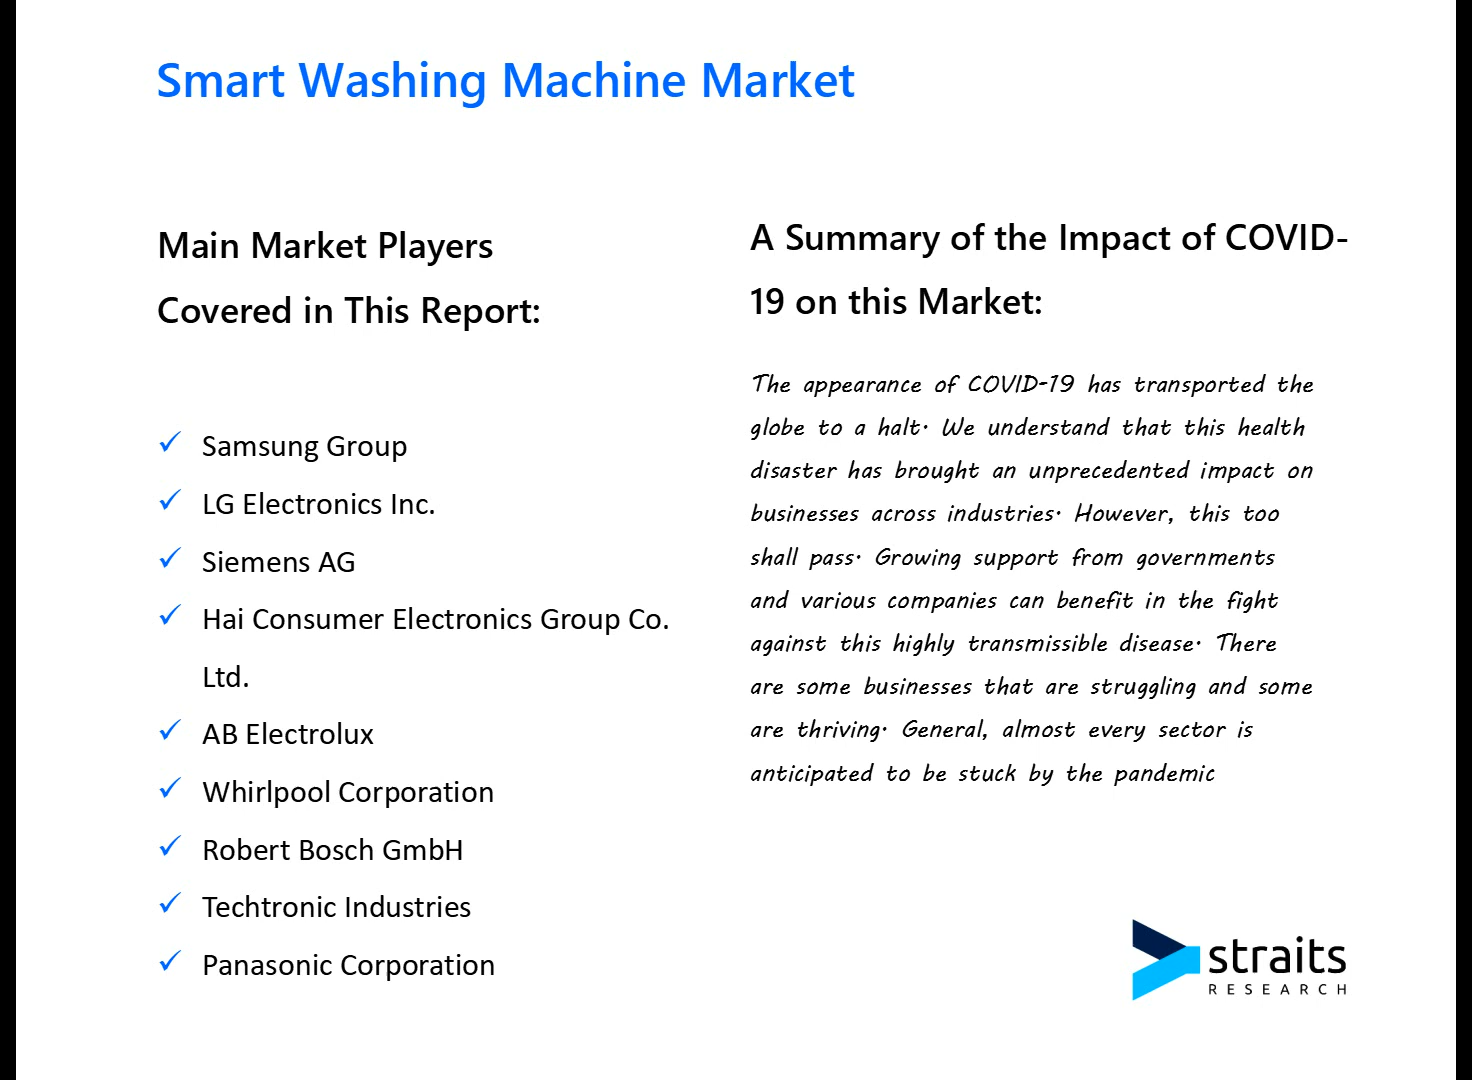 Smart Washing Machine Market
Main Market Players
Covered in This Report:
Samsung Group
LG Electronics Inc.
Siemens AG
Hai Consumer Electronics Group Co.
Ltd.
AB Electrolux
Whirlpool Corporation
Robert Bosch GmbH
Techtronic Industries
Panasonic Corporation
A Summary of the Impact of COVID-
19 on this Market:
The appearance of COVID-19 has transported the
globe to a halt. We understand that this health
disaster has brought an unprecedented impact on
businesses across industries. However, this too
shall pass. Growing support from governments
and various companies can benefit in the fight
against this highly transmissible disease. There
are some businesses that are struggling and some
are thriving. General, almost every sector is
anticipated to be stuck by the pandemic
straits
RESEARCH